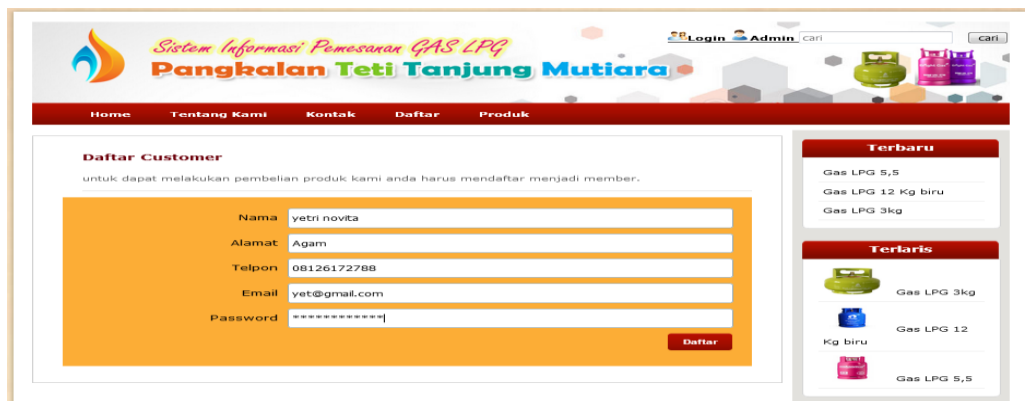 Sistem Informasi Pemesanan GAS LPG
Pangkalan Teti Tanjung Mutiara
Login Admin cari cari
Home Tentang Kami Kontak Daftar Produk
Daftar Customer
untuk dapat melakukan pembelian produk kami anda harus mendaftar menjadi member.
Nama yetri novita
Alamat Agam
Telpon 08126172788
Email yet@gmail.com
Password ************
Daftar
Terbaru
Gas LPG 5,5
Gas LPG 12 Kg biru
Gas LPG 3kg
Terlaris
Gas LPG 3kg
Gas LPG 12
Kg biru
Gas LPG 5,5